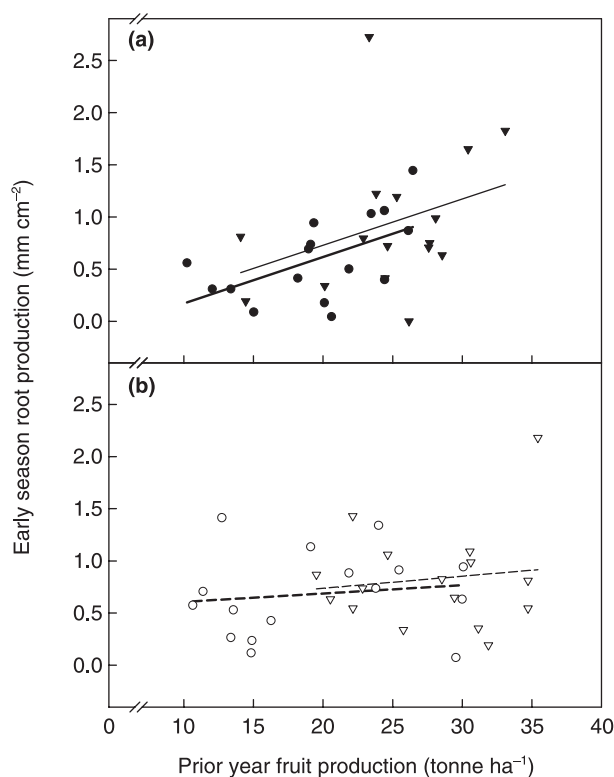 (a)
2.5
2.0
1.5
1.0
0.5
0.0
(b)
2.5
2.0
1.5
1.0
0.5
0.0
0 10 15 20 25 30 35 40
Early season root production (mm cm⁻²)
Prior year fruit production (tonne ha⁻¹)